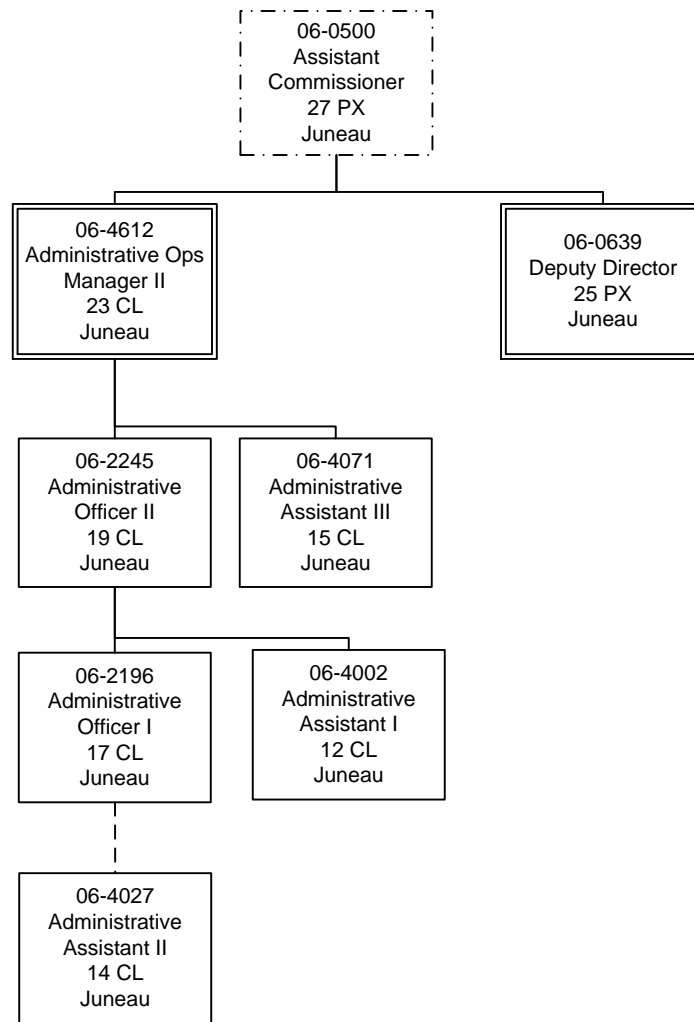 06-0500
Assistant
Commissioner
27 PX
Juneau
06-4612
Administrative Ops
Manager II
23 CL
Juneau
06-0639
Deputy Director
25 PX
Juneau
06-2245
Administrative
Officer II
19 CL
Juneau
06-4071
Administrative
Assistant III
15 CL
Juneau
06-2196
Administrative
Officer I
17 CL
Juneau
06-4002
Administrative
Assistant I
12 CL
Juneau
06-4027
Administrative
Assistant II
14 CL
Juneau